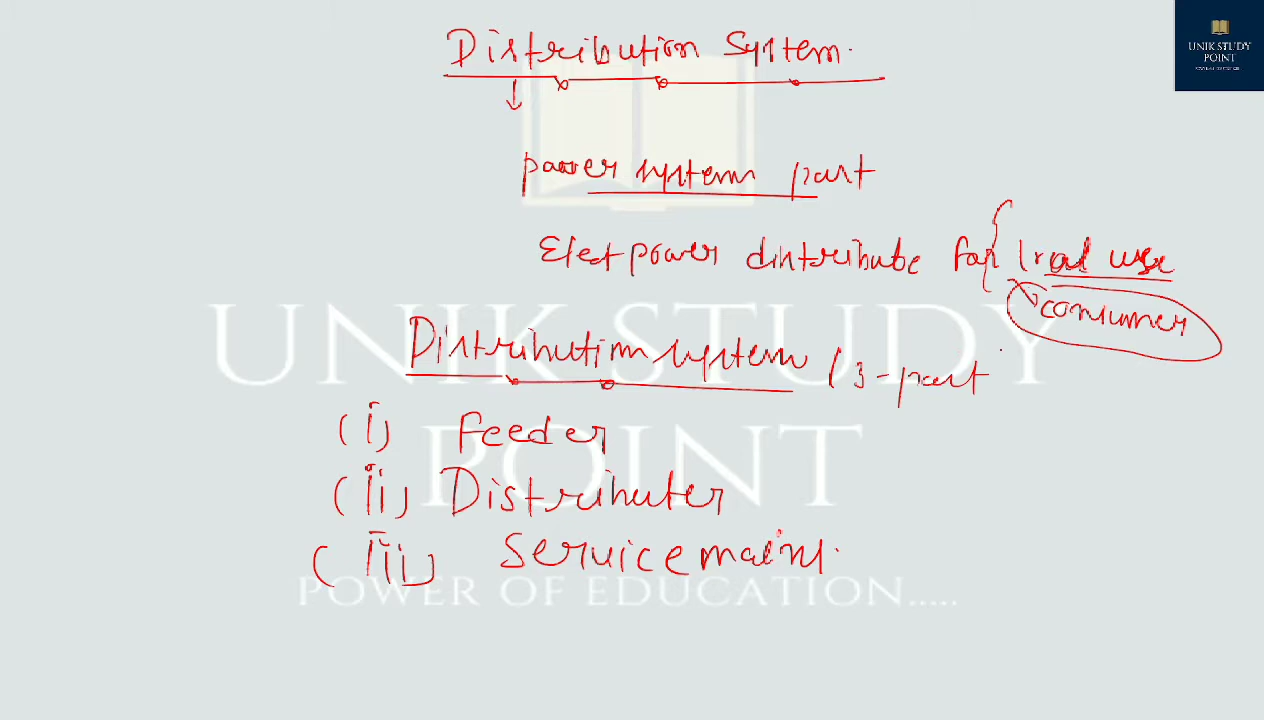 Distribution System.
UNIK STUDY
POINT
power system part
Elect power distribute for local use
consumer
UNIK STUDY
Distribution system (3-part
(i) Feeder
POINT
(ii) Distributer
(iii) Service mains.
POWER OF EDUCATION.....